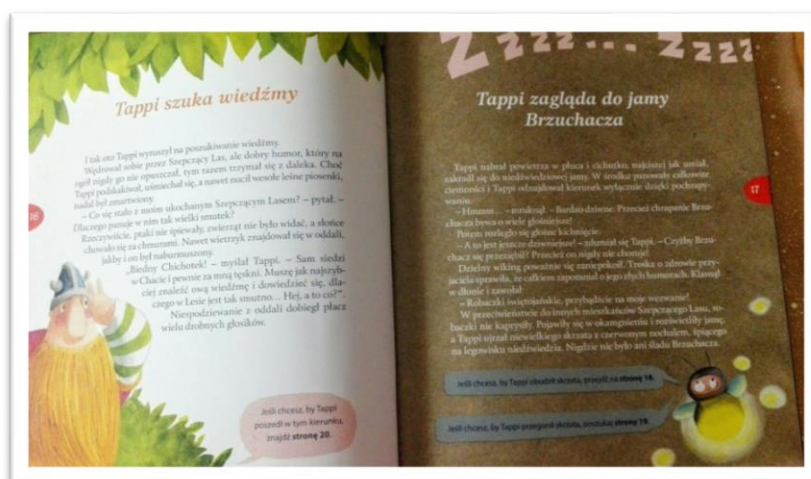 Tappi szuka wiedźmy
I tak oto Tappi wyruszył na poszukiwanie wiedźmy.
Wędrował sobie przez Szepczący Las, ale dobry humor, który na
ogół nigdy go nie opuszczał, tym razem trzymał się z daleka. Choć
Tappi podskakiwał, uśmiechał się, a nawet nucił wesołe leśne piosenki,
nadal był zmartwiony.
– Co się stało z moim ukochanym Szepczącym Lasem? – pytał. –
Dlaczego panuje w nim tak wielki smutek?
Rzeczywiście, ptaki nie śpiewały, zwierząt nie było widać, a słońce
chowało się za chmurami. Nawet wietrzyk znajdował się w oddali,
jakby i on był naburmuszony.
„Biedny Chichotek! – myślał Tappi. – Sam siedzi
w Chacie i pewnie za mną tęskni. Muszę jak najszyb-
ciej znaleźć ową wiedźmę i dowiedzieć się, dla-
czego w Lesie jest tak smutno... Hej, a to co?”.
Niespodziewanie z oddali dobiegł płacz
wielu drobnych głosików.
16
Jeśli chcesz, by Tappi
poszedł w tym kierunku,
znajdź stronę 20.
Z z z z ... z z z z
Tappi zagląda do jamy
Brzuchacza
Tappi nabrał powietrza w płuca i cichutko, najciszej jak umiał,
zakradł się do niedźwiedziowej jamy. W środku panowały całkowite
ciemności i Tappi odnajdował kierunek wyłącznie dzięki pochrapy-
waniu.
– Hmmm... – mruknął. – Bardzo dziwne. Przecież chrapanie Brzu-
chacza bywa o wiele głośniejsze!
Potem rozległo się głośne kichnięcie.
– A to jest jeszcze dziwniejsze! – zdumiał się Tappi. – Czyżby Brzu-
chacz się przeziębił? Przecież on nigdy nie choruje!
Dzielny wiking poważnie się zaniepokoił. Troska o zdrowie przy-
jaciela sprawiła, że całkiem zapomniał o jego złych humorach. Klasnął
w dłonie i zawołał:
– Robaczki świętojańskie, przybądźcie na moje wezwanie!
W przeciwieństwie do innych mieszkańców Szepczącego Lasu, ro-
baczki nie kaprysiły. Pojawiły się w okamgnieniu i rozświetliły jamę,
a Tappi ujrzał niewielkiego skrzata z czerwonym nochalem, śpiącego
na legowisku niedźwiedzia. Nigdzie nie było ani śladu Brzuchacza.
17
Jeśli chcesz, by Tappi obudził skrzata, przejdź na stronę 18.
Jeśli chcesz, by Tappi przegonił skrzata, poszukaj strony 19.